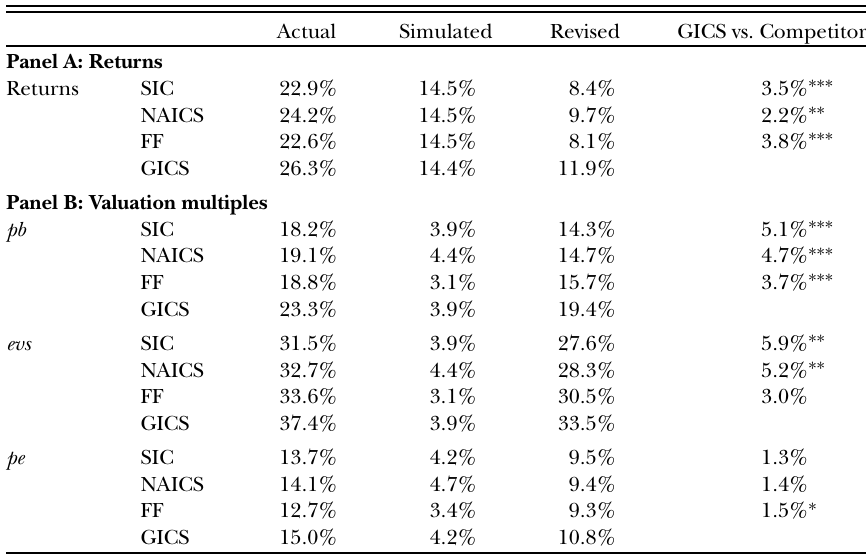 Actual Simulated Revised GICS vs. Competitor
Panel A: Returns
Returns SIC 22.9% 14.5% 8.4% 3.5%***
NAICS 24.2% 14.5% 9.7% 2.2%**
FF 22.6% 14.5% 8.1% 3.8%***
GICS 26.3% 14.4% 11.9%
Panel B: Valuation multiples
pb SIC 18.2% 3.9% 14.3% 5.1%***
NAICS 19.1% 4.4% 14.7% 4.7%***
FF 18.8% 3.1% 15.7% 3.7%***
GICS 23.3% 3.9% 19.4%
evs SIC 31.5% 3.9% 27.6% 5.9%**
NAICS 32.7% 4.4% 28.3% 5.2%**
FF 33.6% 3.1% 30.5% 3.0%
GICS 37.4% 3.9% 33.5%
pe SIC 13.7% 4.2% 9.5% 1.3%
NAICS 14.1% 4.7% 9.4% 1.4%
FF 12.7% 3.4% 9.3% 1.5%*
GICS 15.0% 4.2% 10.8%